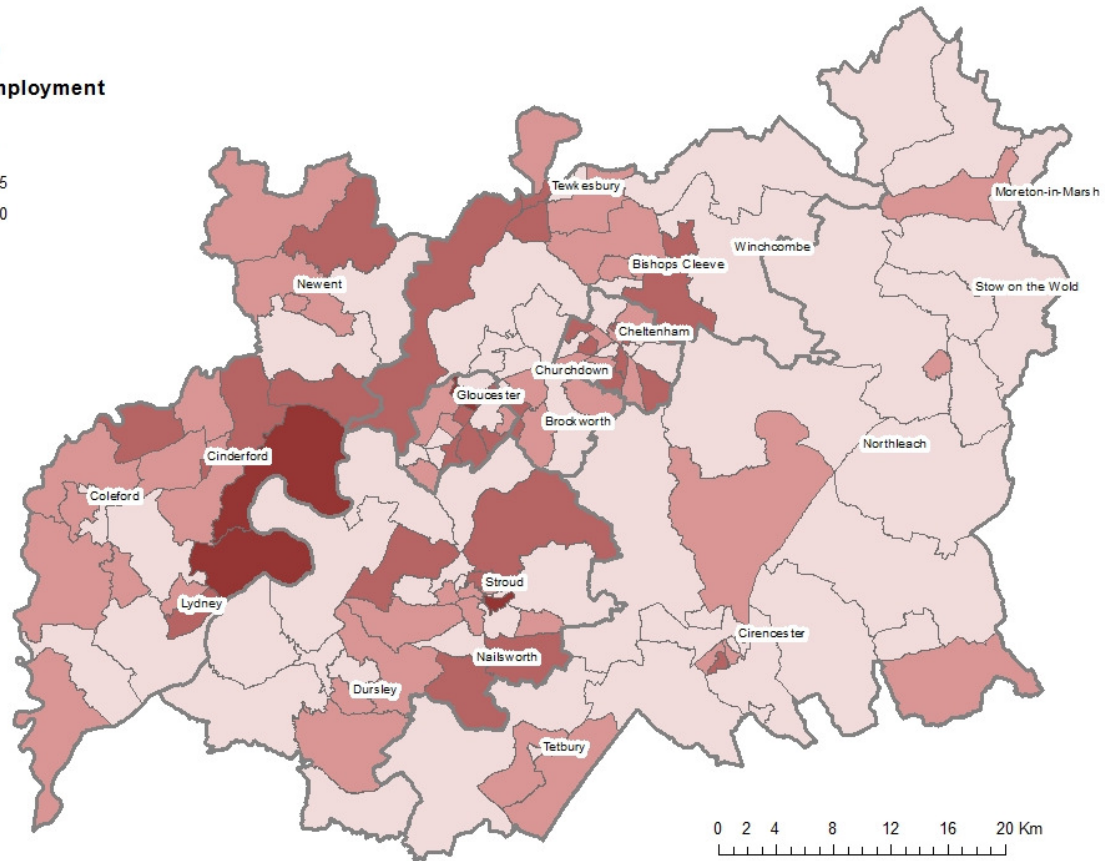 5
0
Tewkesbury
Moreton-in-Marsh
Winchcombe
Bishops Cleeve
Newent
Stow on the Wold
Cheltenham
Churchdown
Gloucester
Brockworth
Northleach
Cinderford
Coleford
Stroud
Lydney
Cirencester
Nailsworth
Dursley
Tetbury
0 2 4 8 12 16 20 Km